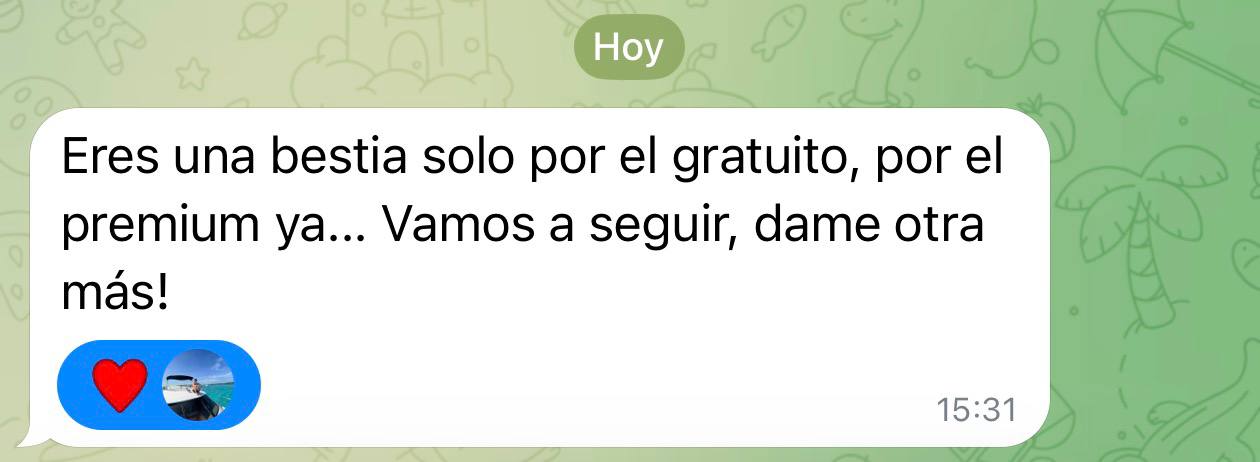 Hoy
Eres una bestia solo por el gratuito, por el
premium ya... Vamos a seguir, dame otra
más!
15:31